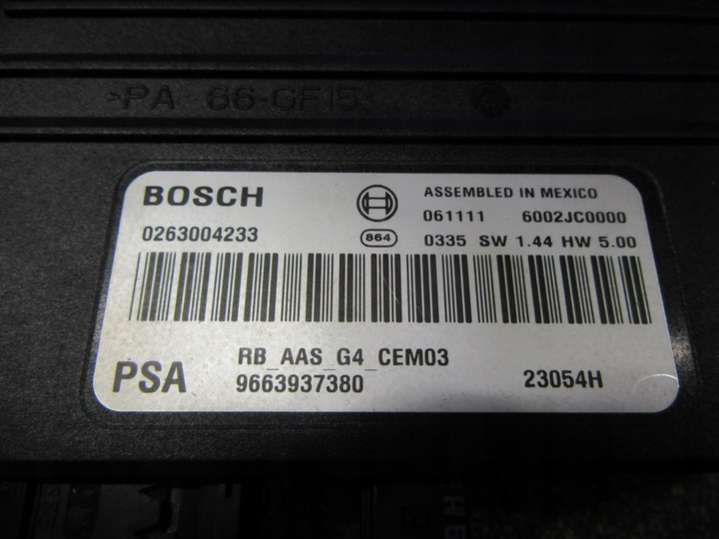 >PA 66-GF15<
BOSCH
ASSEMBLED IN MEXICO
061111 6002JC0000
0263004233
864 0335 SW 1.44 HW 5.00
PSA
RB_AAS_G4_CEM03
9663937380
23054H